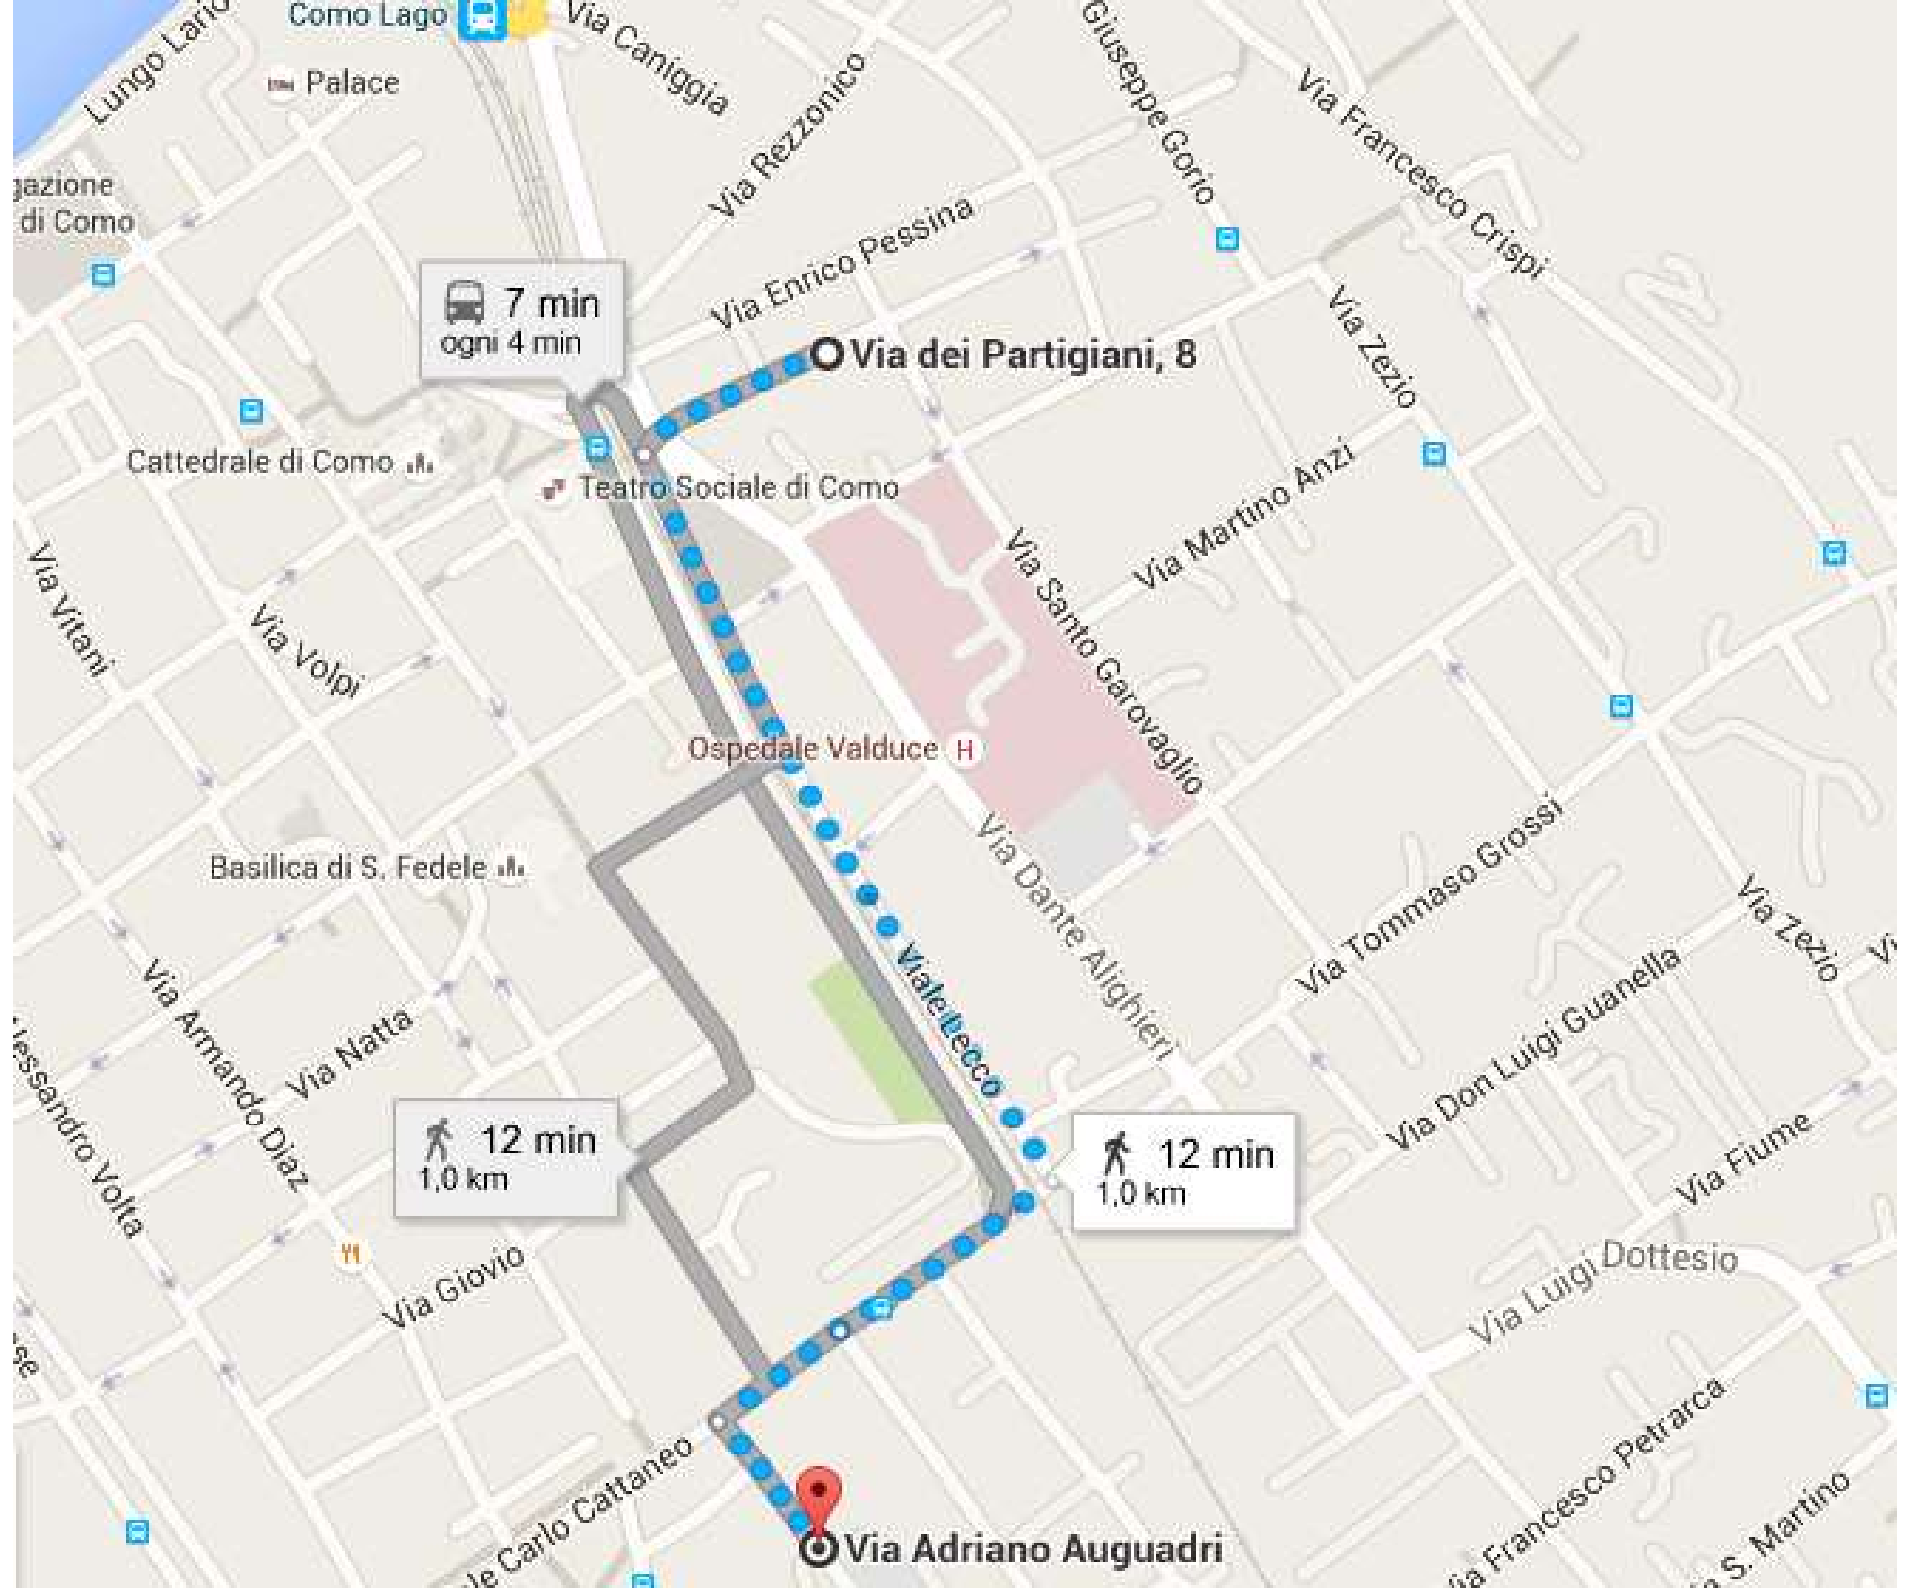 Como Lago
Via Caniggia
Lungo Lario
Palace
Via Rezzonico
Giuseppe Gorio
Via Francesco Crispi
gazione
di Como
Via Enrico Pessina
7 min
ogni 4 min
Via dei Partigiani, 8
Via Zezio
Cattedrale di Como
Teatro Sociale di Como
Via Martino Anzi
Via Vitani
Via Volpi
Via Santo Garovaglio
Ospedale Valduce
H
Basilica di S. Fedele
Via Dante Alighieri
Via Tommaso Grossi
Via Zezio
Vi
Viale Lecco
Via Armando Diaz
Via Natta
Via Don Luigi Guanella
lessandro Volta
Via Fiume
12 min
1,0 km
12 min
1,0 km
Via Giovio
Via Luigi Dottesio
se
le Carlo Cattaneo
Via Francesco Petrarca
a S. Martino
Via Adriano Auguadri